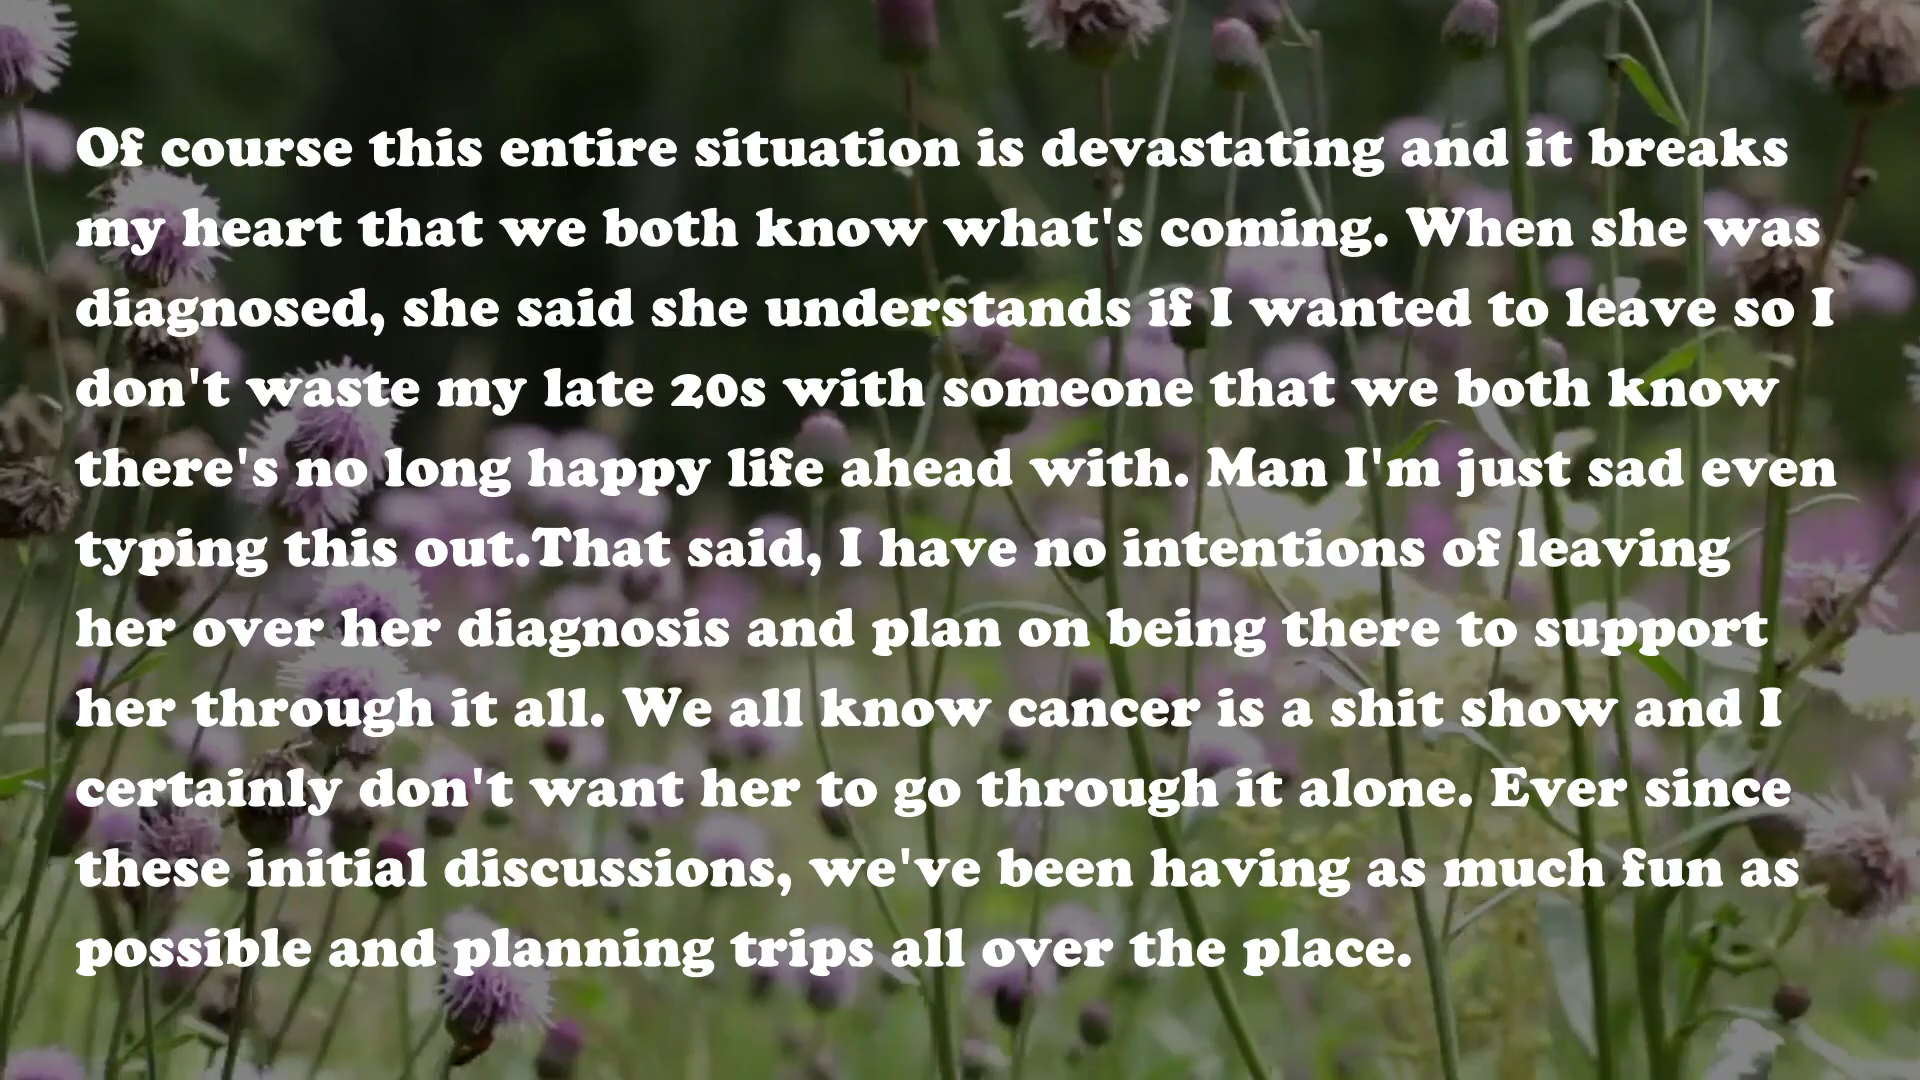 Of course this entire situation is devastating and it breaks
my heart that we both know what's coming. When she was
diagnosed, she said she understands if I wanted to leave so I
don't waste my late 20s with someone that we both know
there's no long happy life ahead with. Man I'm just sad even
typing this out.That said, I have no intentions of leaving
her over her diagnosis and plan on being there to support
her through it all. We all know cancer is a shit show and I
certainly don't want her to go through it alone. Ever since
these initial discussions, we've been having as much fun as
possible and planning trips all over the place.